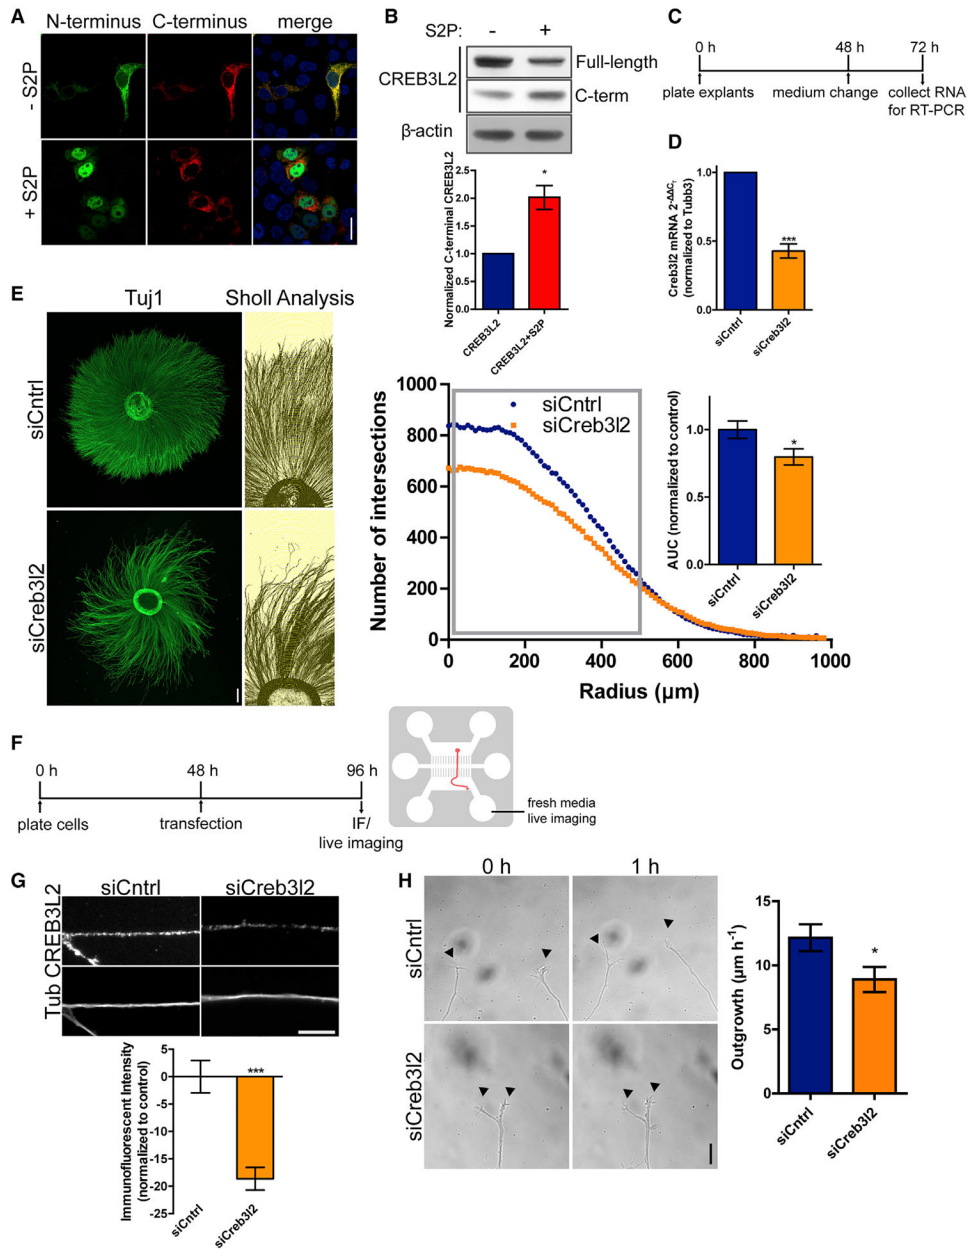 A
N-terminus C-terminus merge
- S2P
+ S2P
B
S2P: - +
CREB3L2
Full-length
C-term
β-actin
Normalized C-terminal CREB3L2
2.5
2.0
1.5
1.0
0.5
0.0
*
CREB3L2
CREB3L2+S2P
C
0 h 48 h 72 h
plate explants medium change collect RNA
for RT-PCR
D
Creb3l2 mRNA 2-ΔΔCT
(normalized to Tubb3)
1.0
0.5
0.0
***
siCntrl
siCreb3l2
E
Tuj1 Sholl Analysis
siCntrl
siCreb3l2
Number of intersections
1000
800
600
400
200
0
siCntrl
siCreb3l2
0 200 400 600 800 1000
Radius (µm)
AUC (normalized to control)
1.0
0.5
0.0
*
siCntrl
siCreb3l2
F
0 h 48 h 96 h
plate cells transfection IF/
live imaging
fresh media
live imaging
G
siCntrl siCreb3l2
Tub CREB3L2
Immunofluorescent Intensity
(normalized to control)
5
0
-5
-10
-15
-20
-25
***
siCntrl
siCreb3l2
H
0 h 1 h
siCntrl
siCreb3l2
Outgrowth (µm h-1)
15
10
5
0
*
siCntrl
siCreb3l2